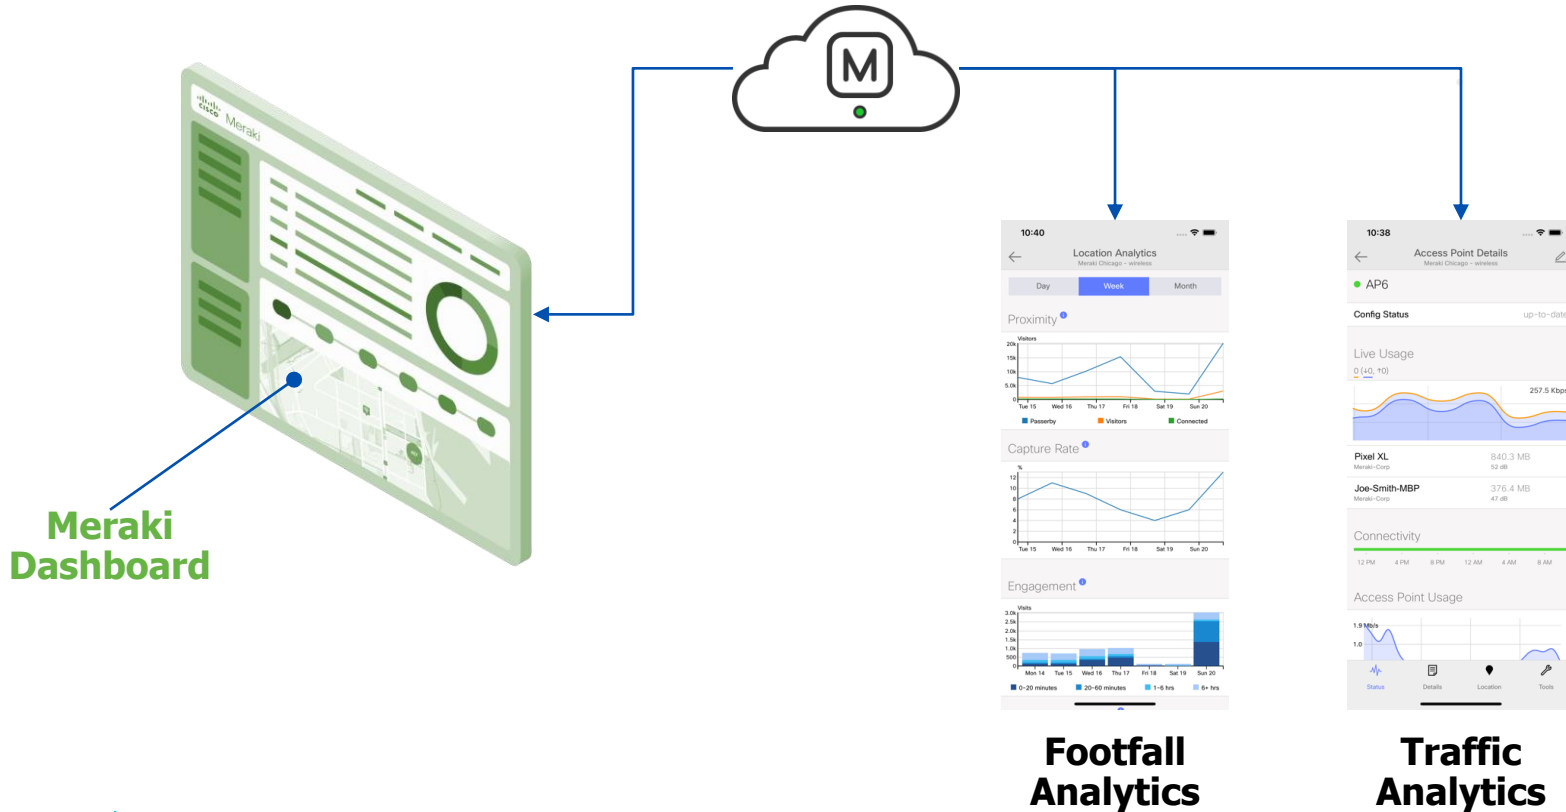 M
cisco Meraki
Meraki
Dashboard
10:40
Location Analytics
Meraki Chicago - wireless
Day Week Month
Proximity
Visitors
20k
15k
10k
5.0k
0
Tue 15 Wed 16 Thu 17 Fri 18 Sat 19 Sun 20
Passerby Visitors Connected
Capture Rate
%
12
10
8
6
4
2
0
Tue 15 Wed 16 Thu 17 Fri 18 Sat 19 Sun 20
Engagement
Visits
3.0k
2.5k
2.0k
1.5k
1.0k
500
0
Mon 14 Tue 15 Wed 16 Thu 17 Fri 18 Sat 19 Sun 20
0-20 minutes 20-60 minutes 1-6 hrs 6+ hrs
Footfall
Analytics
10:38
Access Point Details
Meraki Chicago - wireless
AP6
Config Status up-to-date
Live Usage
0 (↓0, ↑0)
257.5 Kbps
Pixel XL 840.3 MB
Meraki-Corp 52 dB
Joe-Smith-MBP 376.4 MB
Meraki-Corp 47 dB
Connectivity
12 PM 4 PM 8 PM 12 AM 4 AM 8 AM
Access Point Usage
1.9 Mb/s
1.0
Status Details Location Tools
Traffic
Analytics